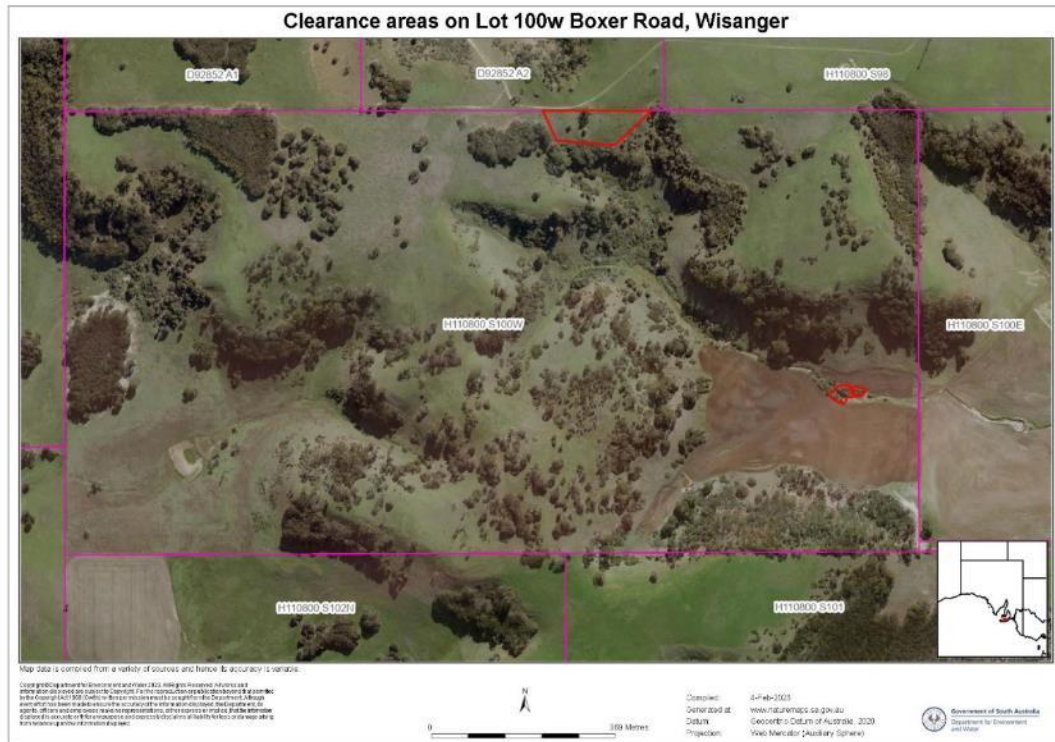 Clearance areas on Lot 100w Boxer Road, Wisanger
D92852 A1
D92852 A2
H110800 S98
H110800 S100W
H110800 S100E
H110800 S102N
H110800 S101
Map data is compiled from a variety of sources and hence its accuracy is variable.
N
0 369 Metres
Compiled: 4-Feb-2023
Generated at: www.naturemaps.sa.gov.au
Datum: Geocentric Datum of Australia, 2020
Projection: Web Mercator (Auxiliary Sphere)
Government of South Australia
Department for Environment
and Water